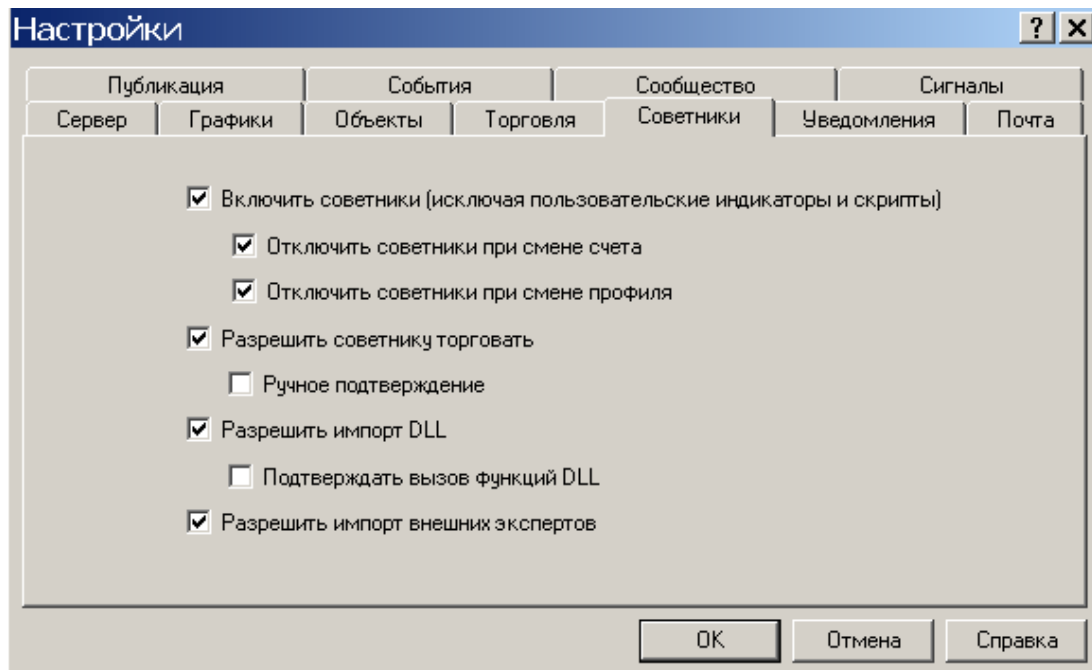 Настройки
Публикация События Сообщество Сигналы
Сервер Графики Объекты Торговля Советники Уведомления Почта
Включить советники (исключая пользовательские индикаторы и скрипты)
Отключить советники при смене счета
Отключить советники при смене профиля
Разрешить советнику торговать
Ручное подтверждение
Разрешить импорт DLL
Подтверждать вызов функций DLL
Разрешить импорт внешних экспертов
OK Отмена Справка